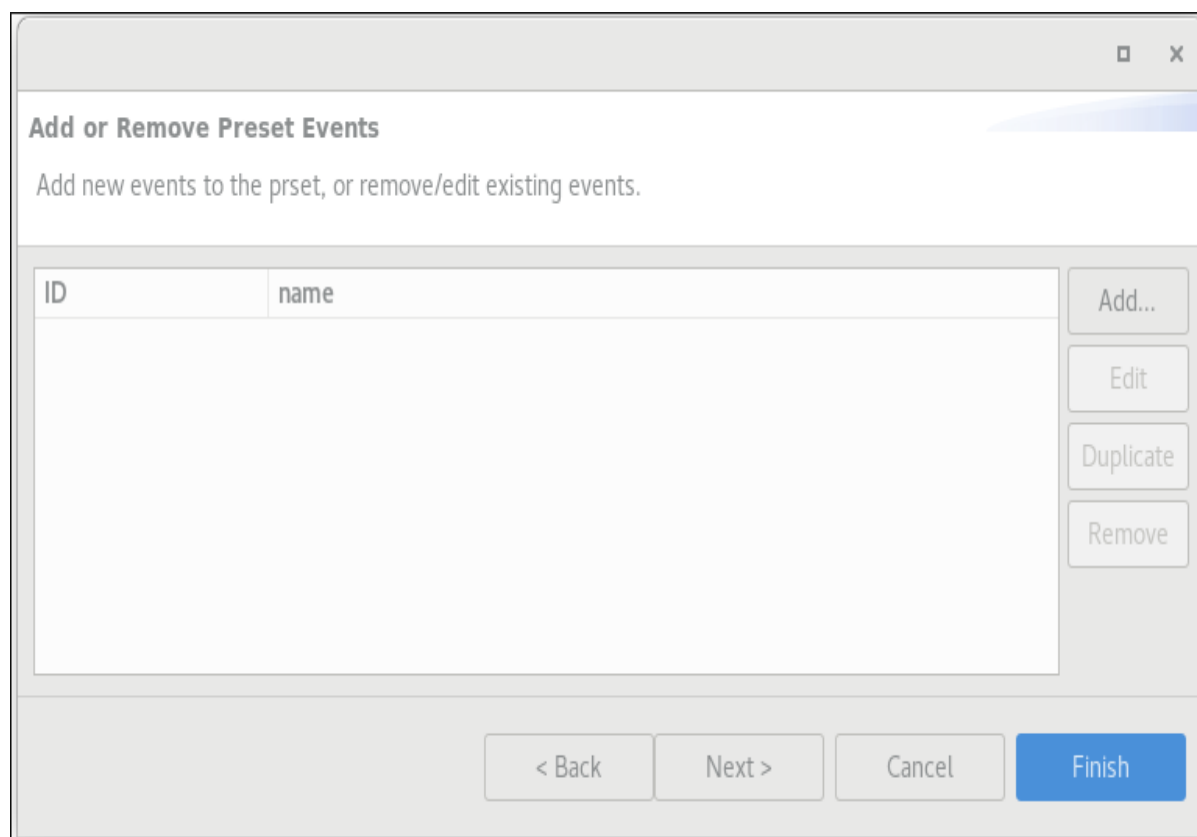 Add or Remove Preset Events
Add new events to the prset, or remove/edit existing events.
ID name
Add...
Edit
Duplicate
Remove
< Back Next > Cancel Finish